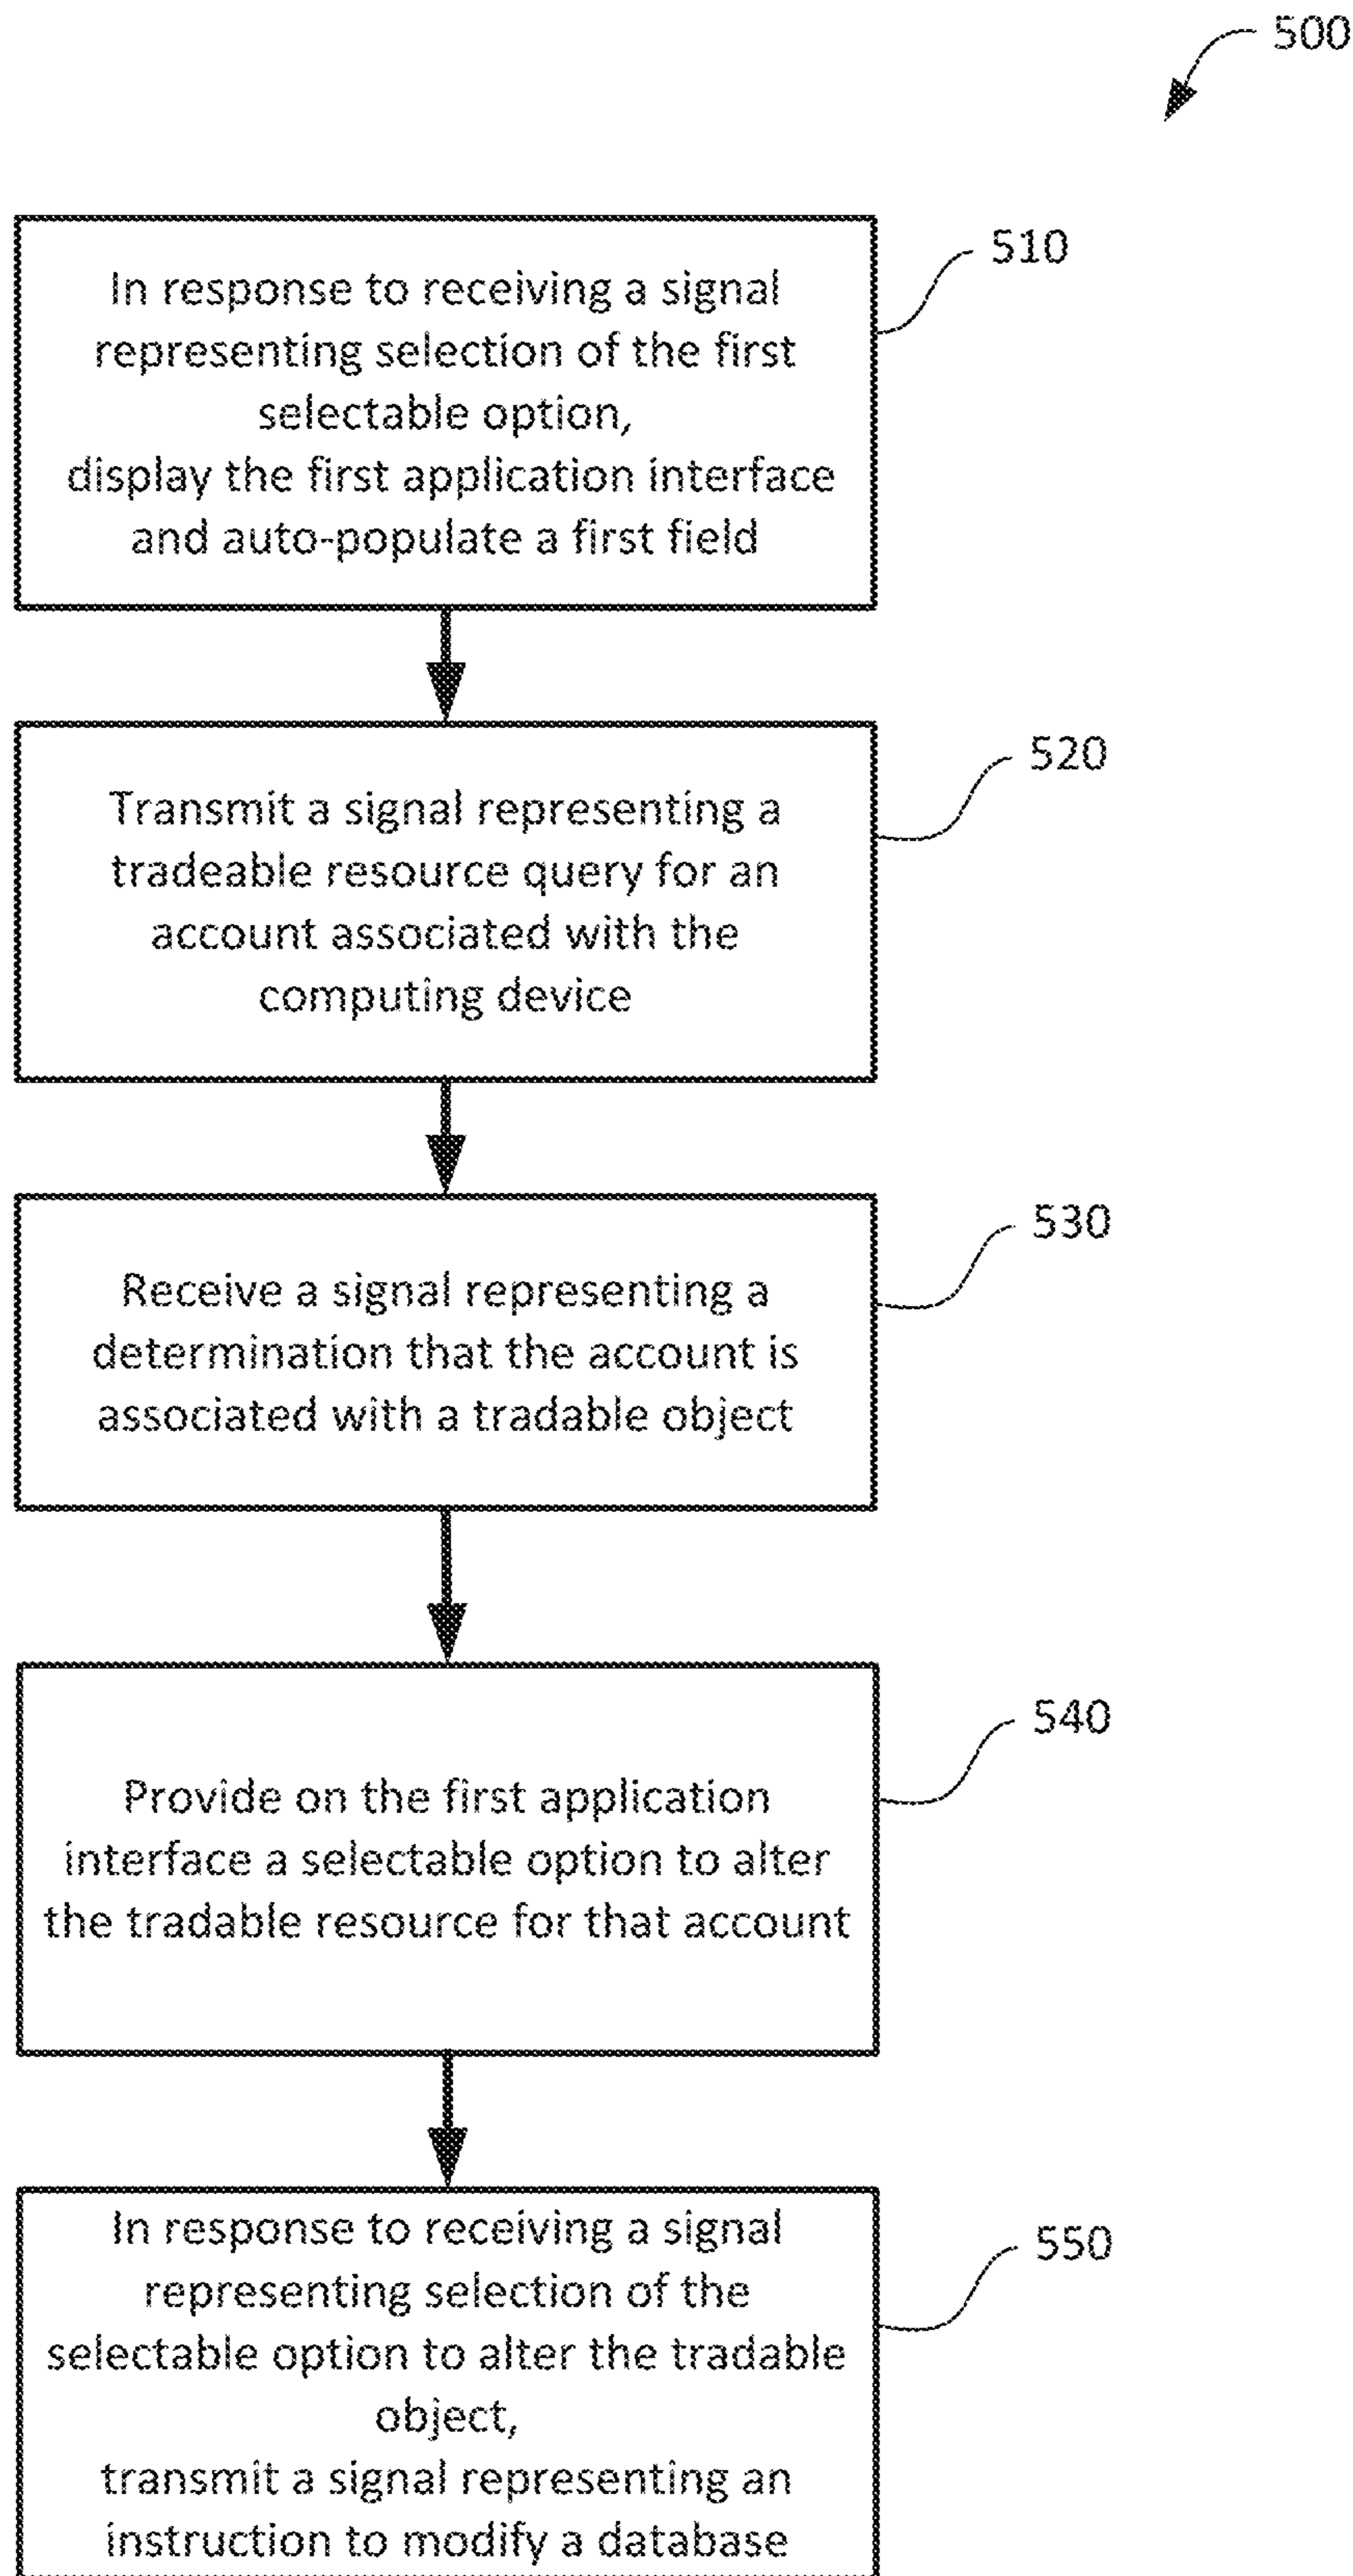 500
510
In response to receiving a signal
representing selection of the first
selectable option,
display the first application interface
and auto-populate a first field
520
Transmit a signal representing a
tradeable resource query for an
account associated with the
computing device
530
Receive a signal representing a
determination that the account is
associated with a tradable object
540
Provide on the first application
interface a selectable option to alter
the tradable resource for that account
550
In response to receiving a signal
representing selection of the
selectable option to alter the tradable
object,
transmit a signal representing an
instruction to modify a database